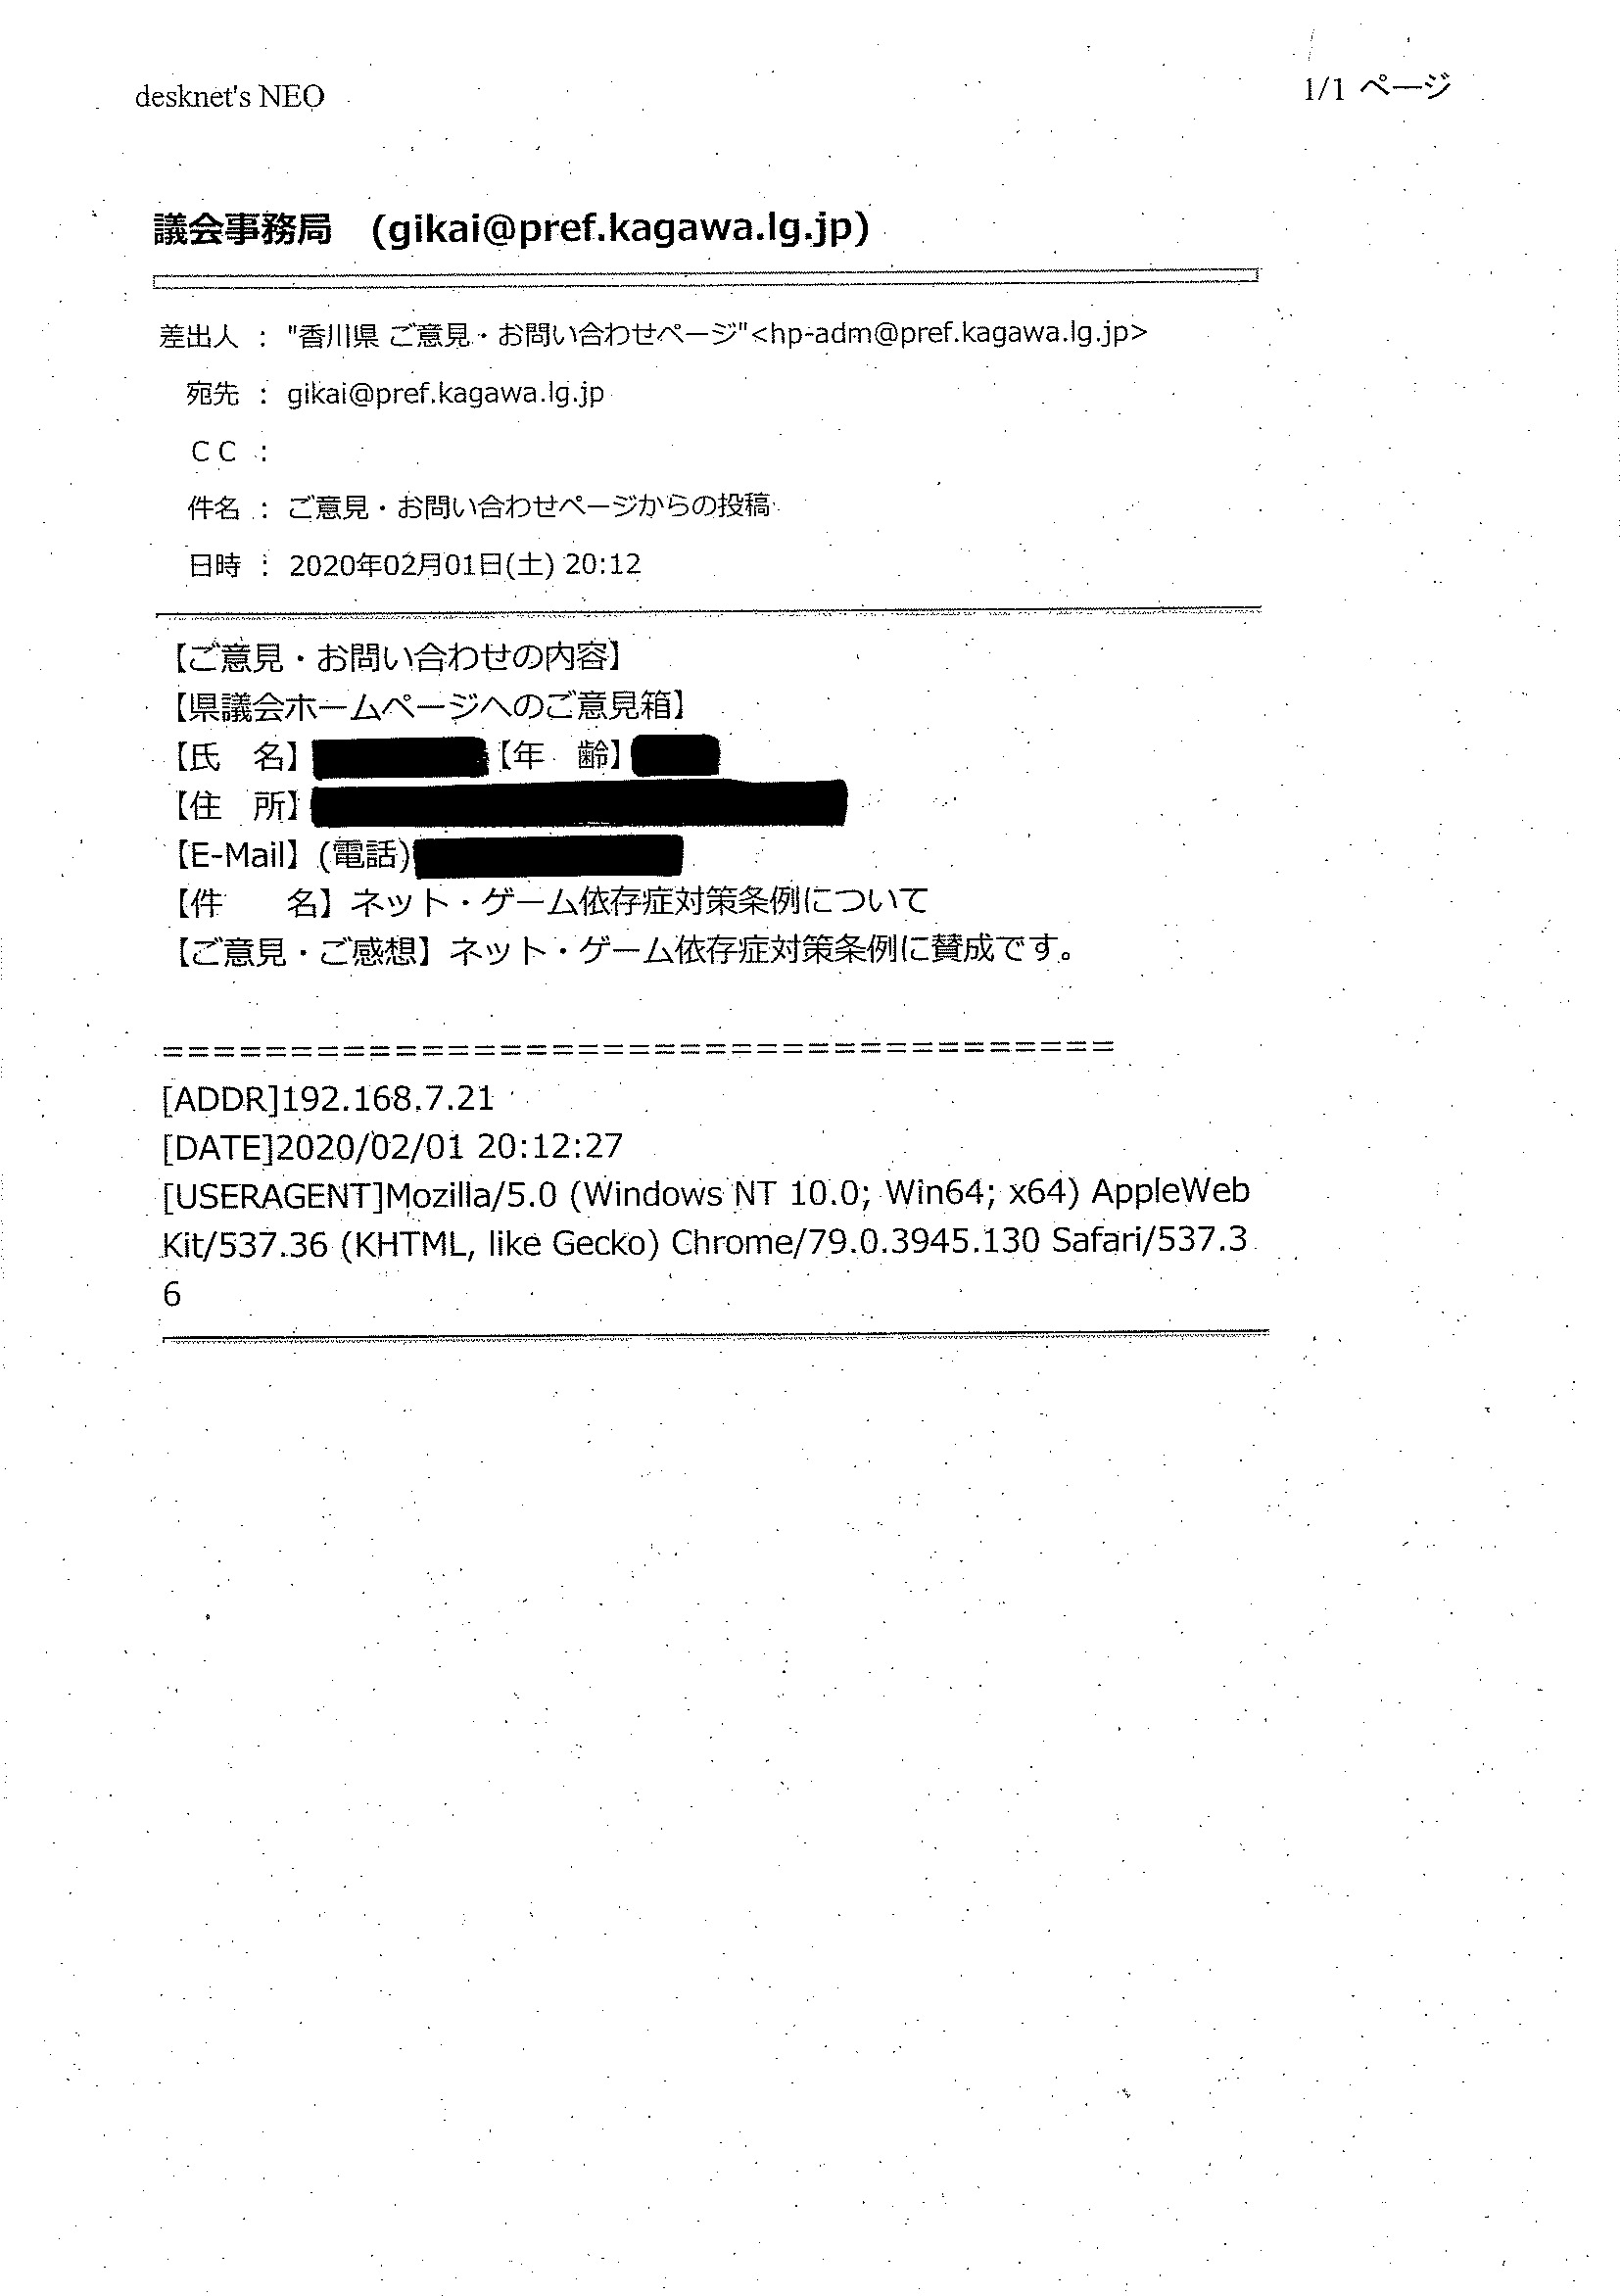 desknet's NEO
1/1 ページ
議会事務局　(gikai@pref.kagawa.lg.jp)
差出人 : "香川県 ご意見・お問い合わせページ"<hp-adm@pref.kagawa.lg.jp>
宛先 : gikai@pref.kagawa.lg.jp
ＣＣ :
件名 : ご意見・お問い合わせページからの投稿
日時 : 2020年02月01日(土) 20:12
【ご意見・お問い合わせの内容】
【県議会ホームページへのご意見箱】
【氏　名】【年　齢】
【住　所】
【E-Mail】(電話)
【件　　名】ネット・ゲーム依存症対策条例について
【ご意見・ご感想】ネット・ゲーム依存症対策条例に賛成です。
=====================================
[ADDR]192.168.7.21
[DATE]2020/02/01 20:12:27
[USERAGENT]Mozilla/5.0 (Windows NT 10.0; Win64; x64) AppleWeb
Kit/537.36 (KHTML, like Gecko) Chrome/79.0.3945.130 Safari/537.3
6